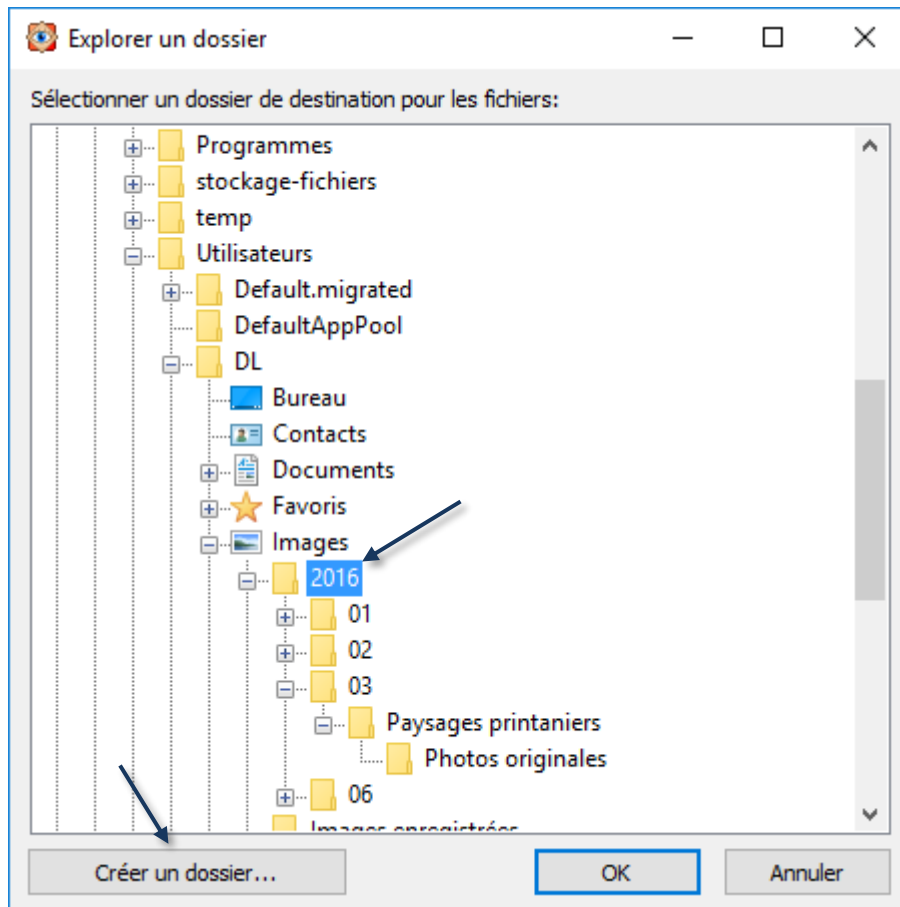 Explorer un dossier
Sélectionner un dossier de destination pour les fichiers:
Programmes
stockage-fichiers
temp
Utilisateurs
Default.migrated
DefaultAppPool
DL
Bureau
Contacts
Documents
Favoris
Images
2016
01
02
03
Paysages printaniers
Photos originales
06
Images enregistrées
Créer un dossier...
OK
Annuler